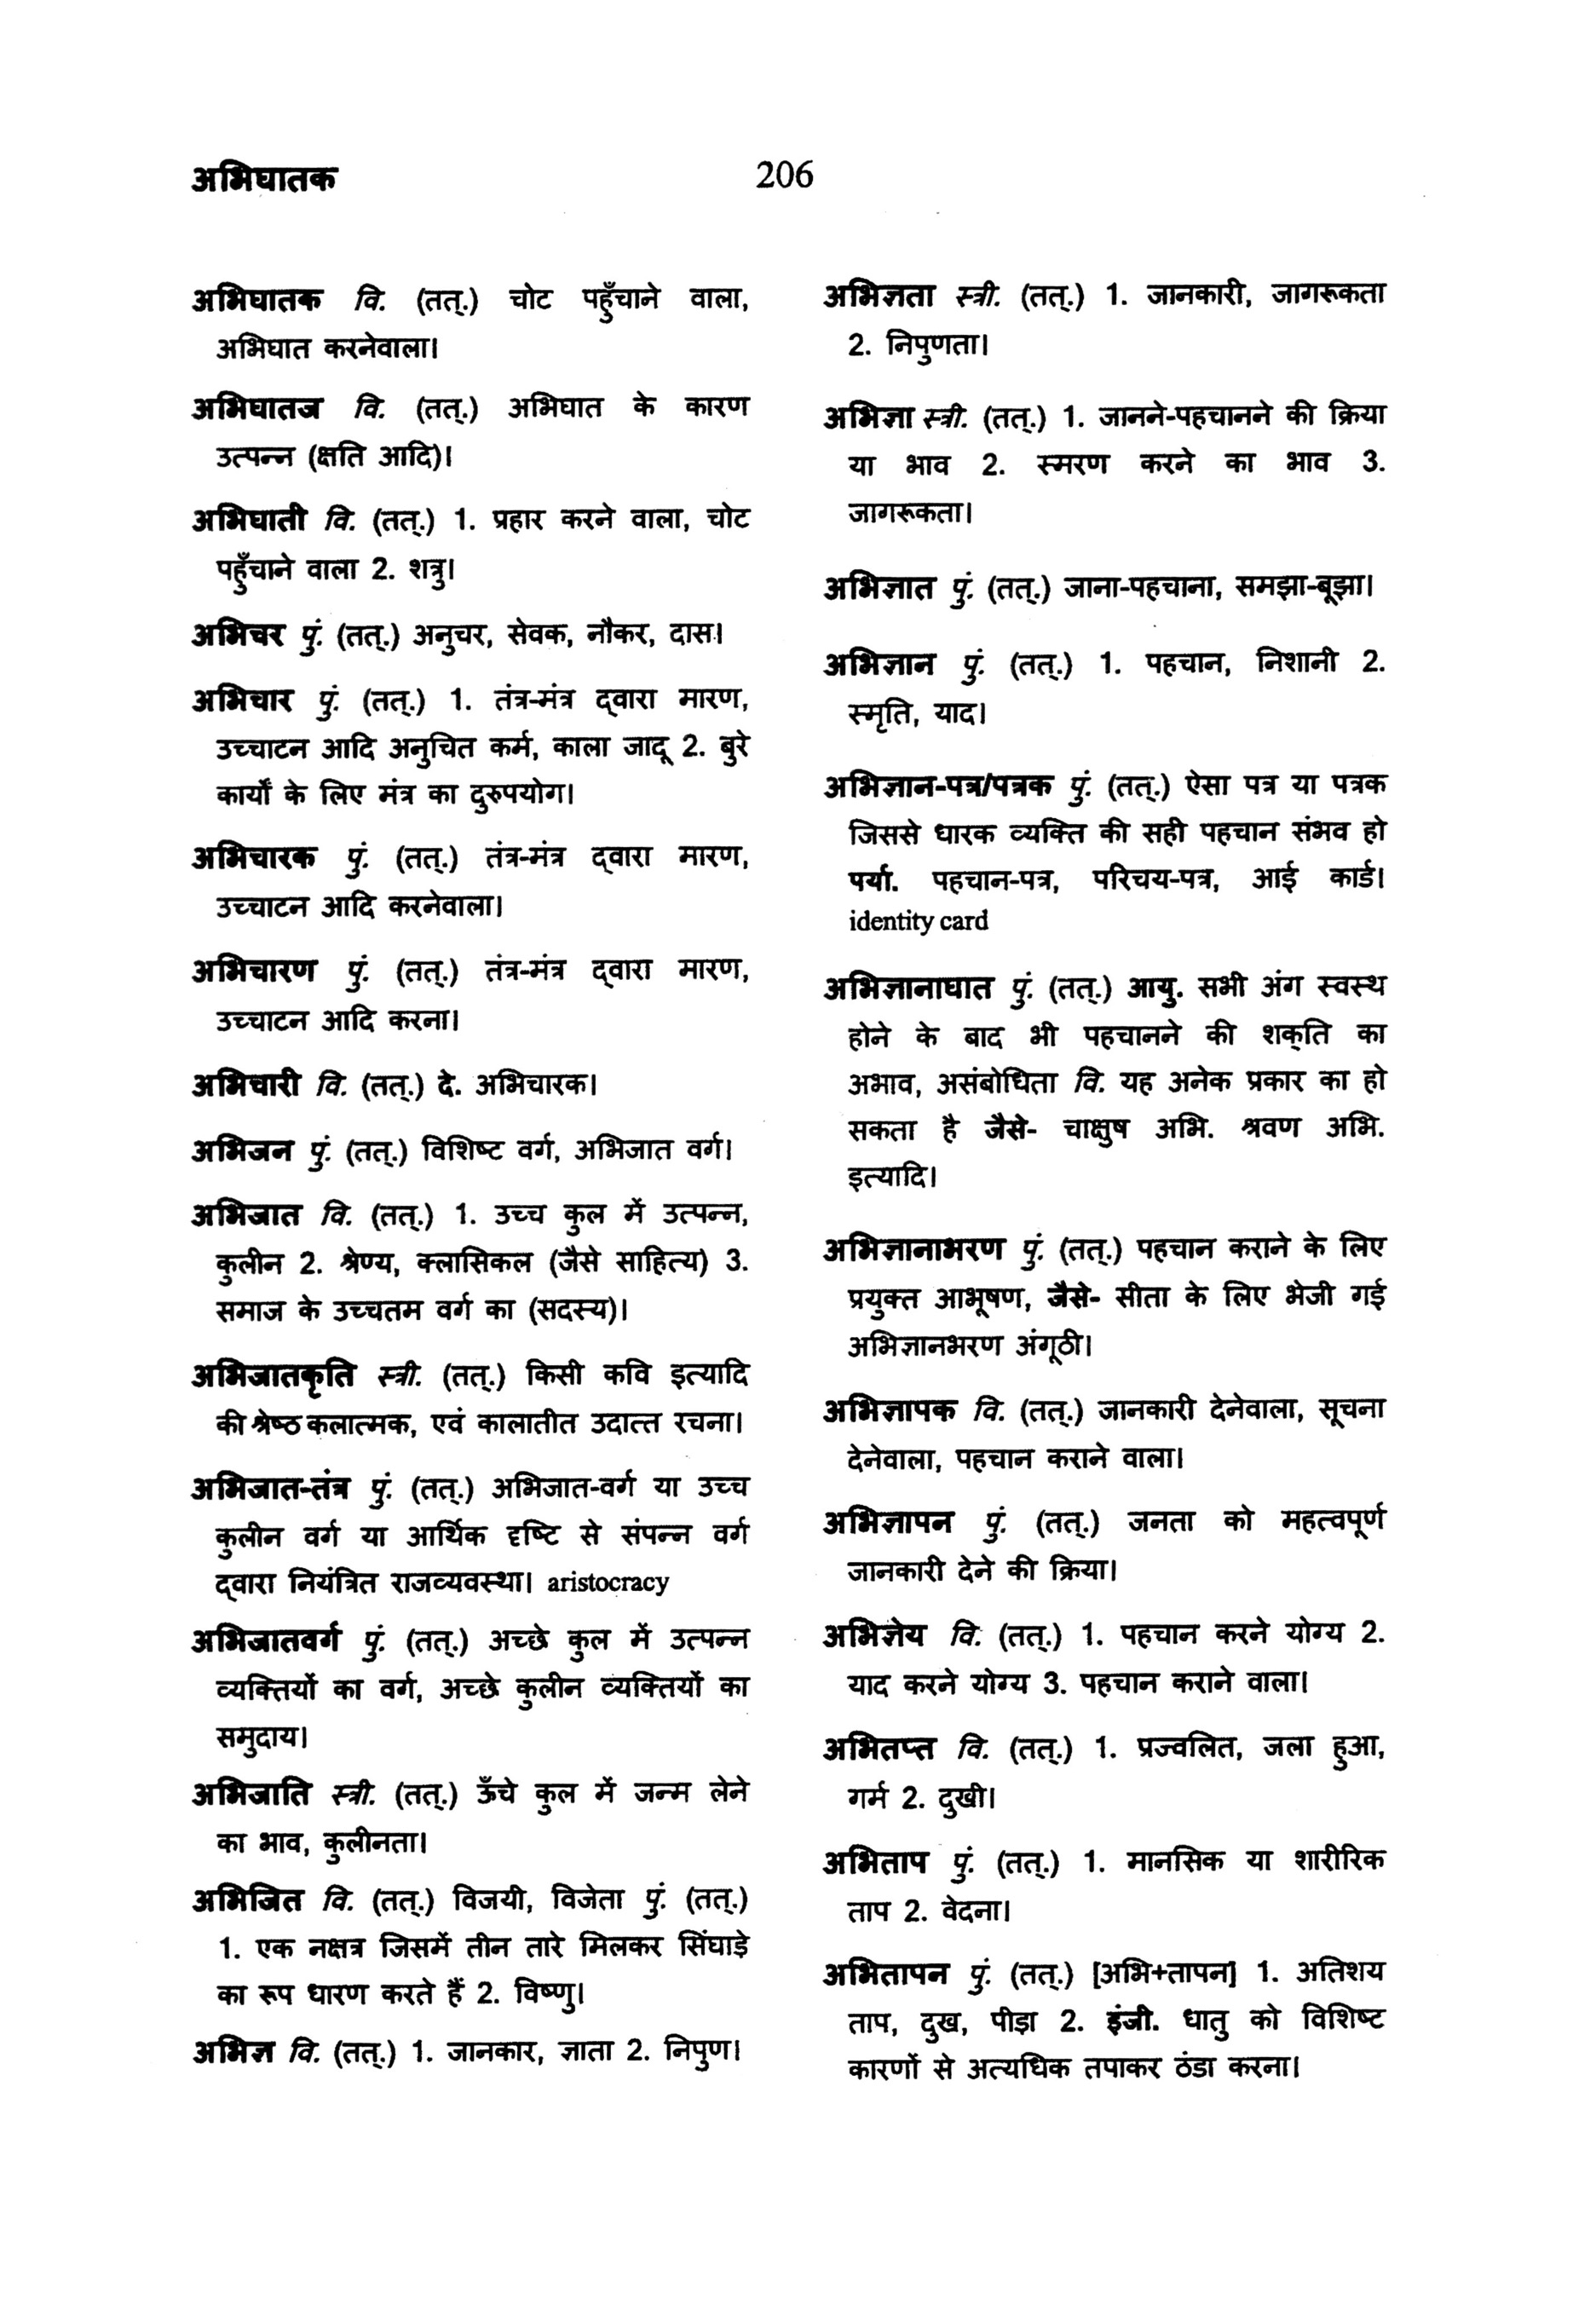 अभिघातक
206
अभिघातक वि. (तत्.) चोट पहुँचाने वाला,
अभिघात करनेवाला।
अभिघातज वि. (तत्.) अभिघात के कारण
उत्पन्न (क्षति आदि)।
अभिघाती वि. (तत्.) 1. प्रहार करने वाला, चोट
पहुँचाने वाला 2. शत्रु।
अभिचर पुं. (तत्.) अनुचर, सेवक, नौकर, दास।
अभिचार पुं. (तत्.) 1. तंत्र-मंत्र द्वारा मारण,
उच्चाटन आदि अनुचित कर्म, काला जादू 2. बुरे
कार्यों के लिए मंत्र का दुरुपयोग।
अभिचारक पुं. (तत्.) तंत्र-मंत्र द्वारा मारण,
उच्चाटन आदि करनेवाला।
अभिचारण पुं. (तत्.) तंत्र-मंत्र द्वारा मारण,
उच्चाटन आदि करना।
अभिचारी वि. (तत्.) दे. अभिचारक।
अभिजन पुं. (तत्.) विशिष्ट वर्ग, अभिजात वर्ग।
अभिजात वि. (तत्.) 1. उच्च कुल में उत्पन्न,
कुलीन 2. श्रेण्य, क्लासिकल (जैसे साहित्य) 3.
समाज के उच्चतम वर्ग का (सदस्य)।
अभिजातकृति स्त्री. (तत्.) किसी कवि इत्यादि
की श्रेष्ठ कलात्मक, एवं कालातीत उदात्त रचना।
अभिजात-तंत्र पुं. (तत्.) अभिजात-वर्ग या उच्च
कुलीन वर्ग या आर्थिक दृष्टि से संपन्न वर्ग
द्वारा नियंत्रित राजव्यवस्था। aristocracy
अभिजातवर्ग पुं. (तत्.) अच्छे कुल में उत्पन्न
व्यक्तियों का वर्ग, अच्छे कुलीन व्यक्तियों का
समुदाय।
अभिजाति स्त्री. (तत्.) ऊँचे कुल में जन्म लेने
का भाव, कुलीनता।
अभिजित वि. (तत्.) विजयी, विजेता पुं. (तत्.)
1. एक नक्षत्र जिसमें तीन तारे मिलकर सिंघाड़े
का रूप धारण करते हैं 2. विष्णु।
अभिज्ञ वि. (तत्.) 1. जानकार, ज्ञाता 2. निपुण।
अभिज्ञता स्त्री. (तत्.) 1. जानकारी, जागरूकता
2. निपुणता।
अभिज्ञा स्त्री. (तत्.) 1. जानने-पहचानने की क्रिया
या भाव 2. स्मरण करने का भाव 3.
जागरूकता।
अभिज्ञात पुं. (तत्.) जाना-पहचाना, समझा-बूझा।
अभिज्ञान पुं. (तत्.) 1. पहचान, निशानी 2.
स्मृति, याद।
अभिज्ञान-पत्र/पत्रक पुं. (तत्.) ऐसा पत्र या पत्रक
जिससे धारक व्यक्ति की सही पहचान संभव हो
पर्या. पहचान-पत्र, परिचय-पत्र, आई कार्ड।
identity card
अभिज्ञानाघात पुं. (तत्.) आयु. सभी अंग स्वस्थ
होने के बाद भी पहचानने की शक्ति का
अभाव, असंबोधिता वि. यह अनेक प्रकार का हो
सकता है जैसे- चाक्षुष अभि. श्रवण अभि.
इत्यादि।
अभिज्ञानाभरण पुं. (तत्.) पहचान कराने के लिए
प्रयुक्त आभूषण, जैसे- सीता के लिए भेजी गई
अभिज्ञानभरण अंगूठी।
अभिज्ञापक वि. (तत्.) जानकारी देनेवाला, सूचना
देनेवाला, पहचान कराने वाला।
अभिज्ञापन पुं. (तत्.) जनता को महत्वपूर्ण
जानकारी देने की क्रिया।
अभिज्ञेय वि. (तत्.) 1. पहचान करने योग्य 2.
याद करने योग्य 3. पहचान कराने वाला।
अभितप्त वि. (तत्.) 1. प्रज्वलित, जला हुआ,
गर्म 2. दुखी।
अभिताप पुं. (तत्.) 1. मानसिक या शारीरिक
ताप 2. वेदना।
अभितापन पुं. (तत्.) [अभि+तापन] 1. अतिशय
ताप, दुख, पीड़ा 2. इंजी. धातु को विशिष्ट
कारणों से अत्यधिक तपाकर ठंडा करना।